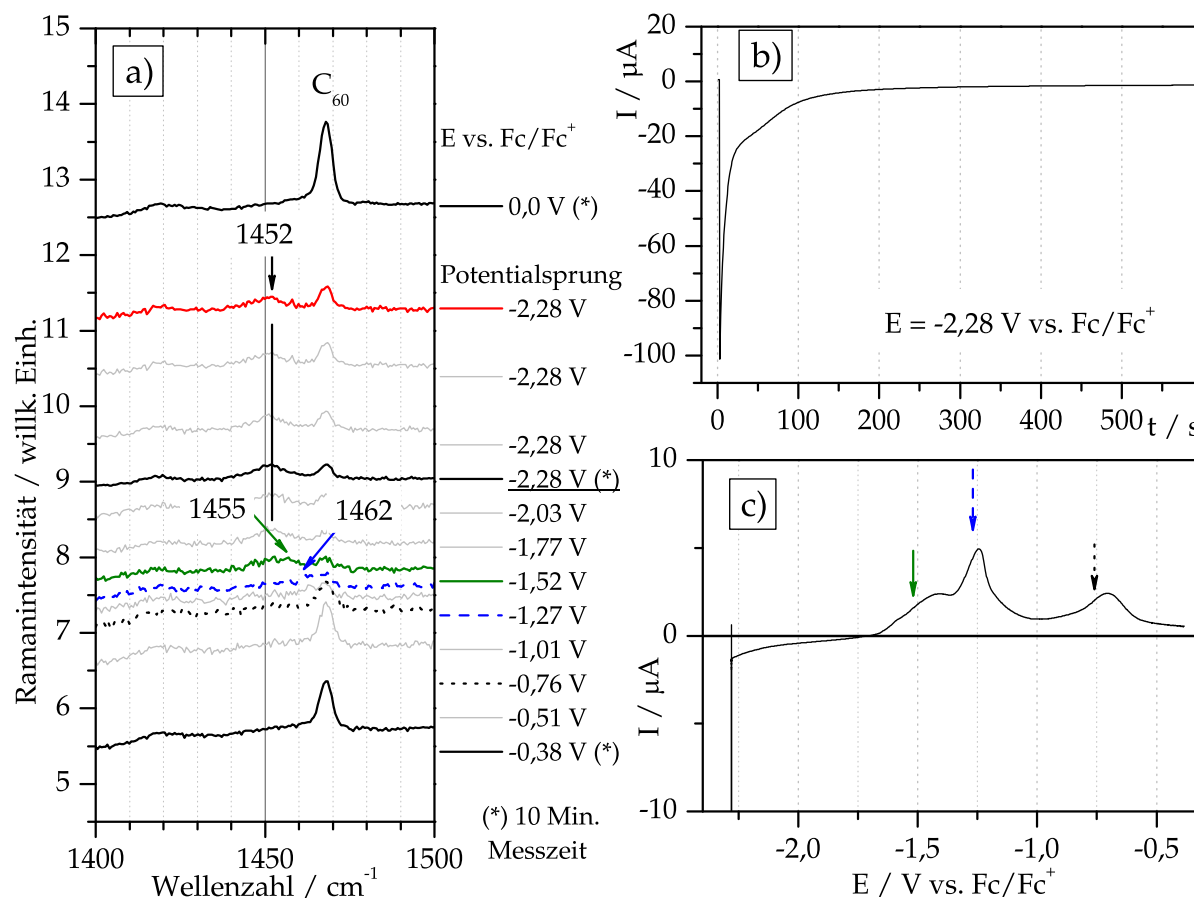 a)
C₆₀
E vs. Fc/Fc⁺
0,0 V (*)
1452
Potentialsprung
-2,28 V
-2,28 V
-2,28 V
-2,28 V (*)
1455
1462
-2,03 V
-1,77 V
-1,52 V
-1,27 V
-1,01 V
-0,76 V
-0,51 V
-0,38 V (*)
(*) 10 Min.
Messzeit
Ramanintensität / willk. Einh.
15
14
13
12
11
10
9
8
7
6
5
1400
1450
1500
Wellenzahl / cm⁻¹
b)
I / µA
20
0
-20
-40
-60
-80
-100
E = -2,28 V vs. Fc/Fc⁺
0
100
200
300
400
500
t / s
c)
I / µA
10
0
-10
-2,0
-1,5
-1,0
-0,5
E / V vs. Fc/Fc⁺